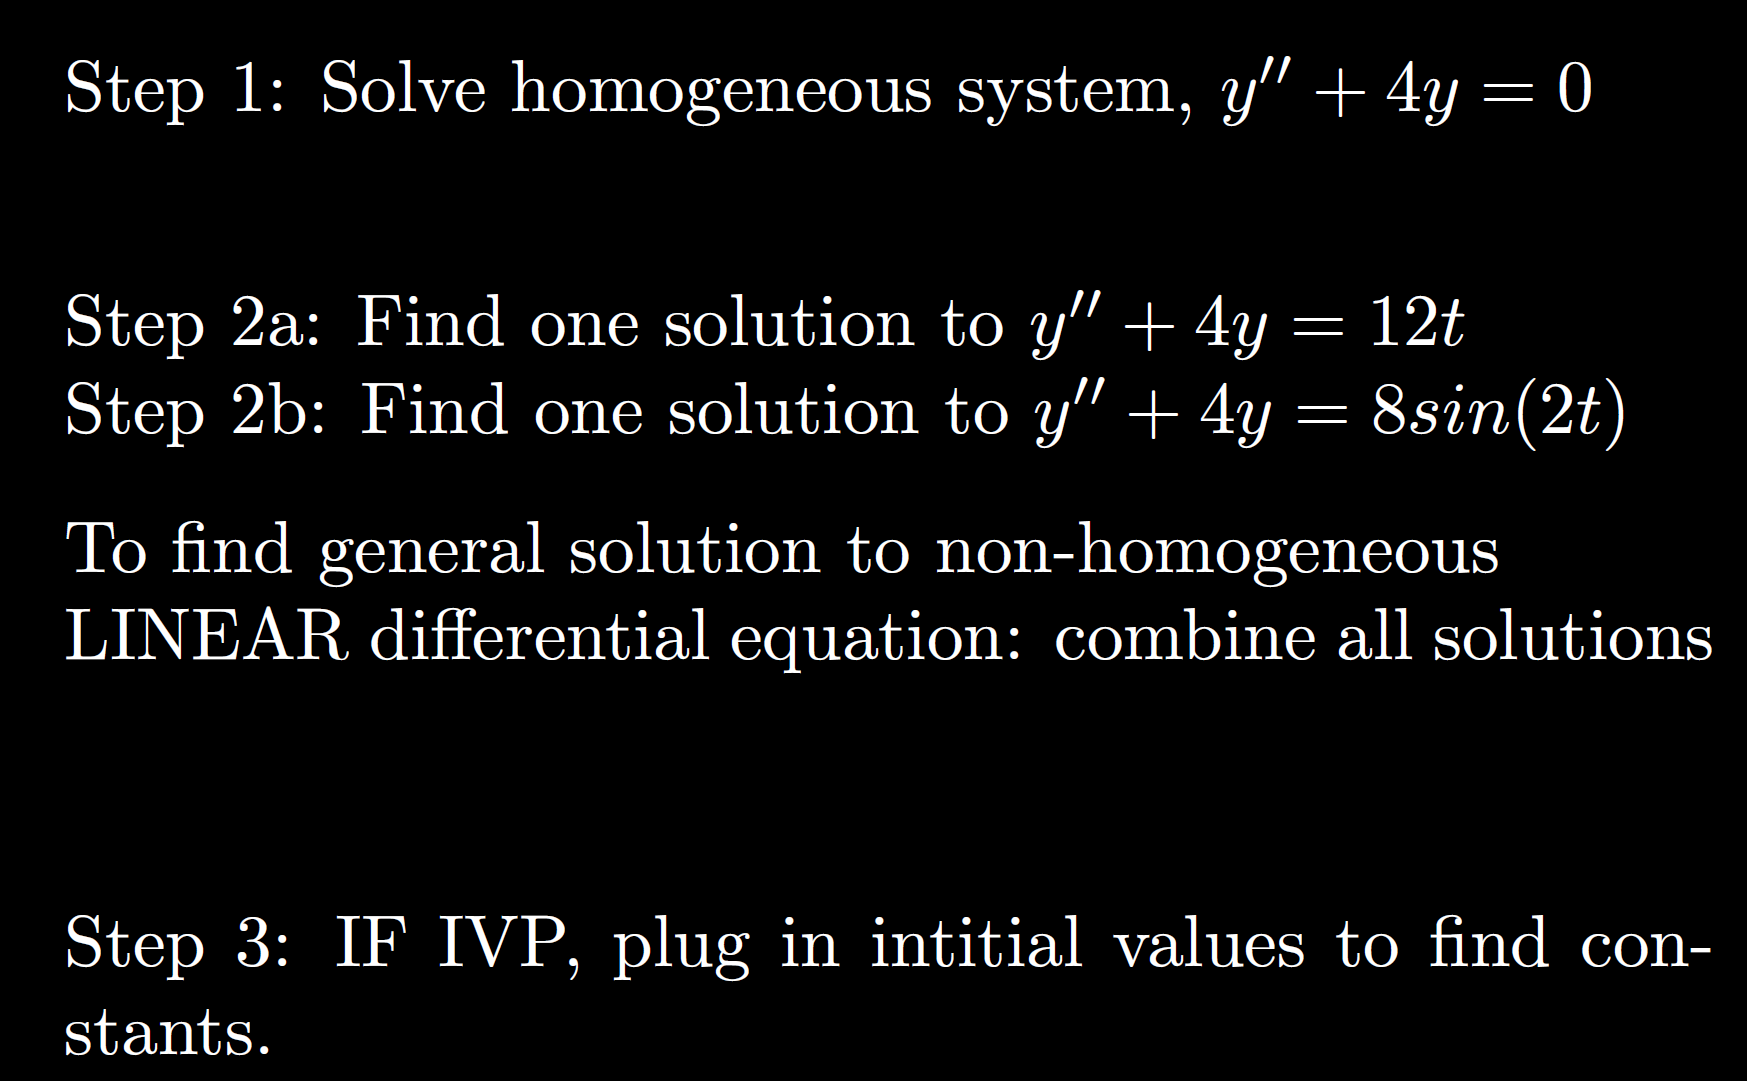 Step 1: Solve homogeneous system, y′′ + 4y = 0
Step 2a: Find one solution to y′′ + 4y = 12t
Step 2b: Find one solution to y′′ + 4y = 8sin(2t)
To find general solution to non-homogeneous
LINEAR differential equation: combine all solutions
Step 3: IF IVP, plug in intitial values to find con-
stants.